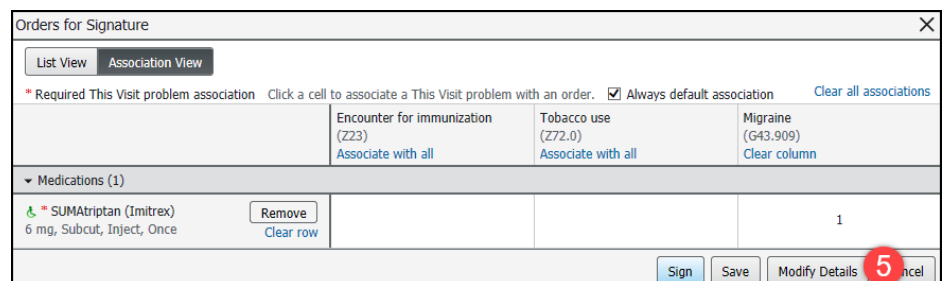 Orders for Signature
List View Association View
* Required This Visit problem association Click a cell to associate a This Visit problem with an order. Always default association Clear all associations
Encounter for immunization Tobacco use Migraine
(Z23) (Z72.0) (G43.909)
Associate with all Associate with all Clear column
Medications (1)
* SUMAtriptan (Imitrex) Remove
6 mg, Subcut, Inject, Once Clear row
1
Sign Save Modify Details 5 ncel